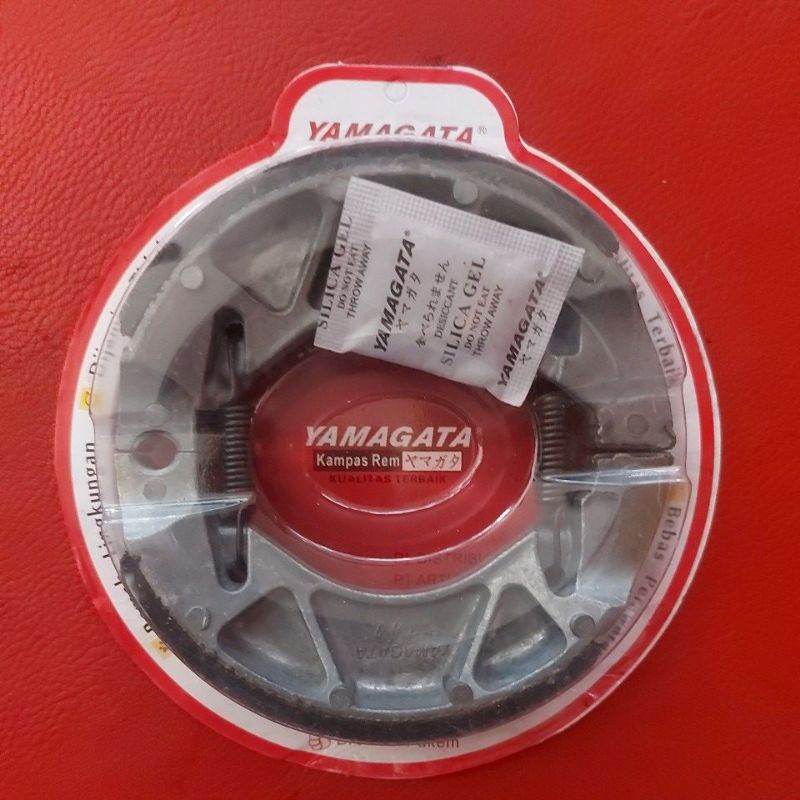 YAMAGATA®
SILICA GEL
DO NOT EAT
THROW AWAY
YAMAGATA®
ヤマガタ
食べられません
DESICCANT
SILICA GEL
DO NOT EAT
THROW AWAY
YAMAGATA®
ヤマガタ
Terbaik
Lingkungan
Bebas
YAMAGATA®
Kampas Rem ヤマガタ
KUALITAS TERBAIK
YAMAGATA